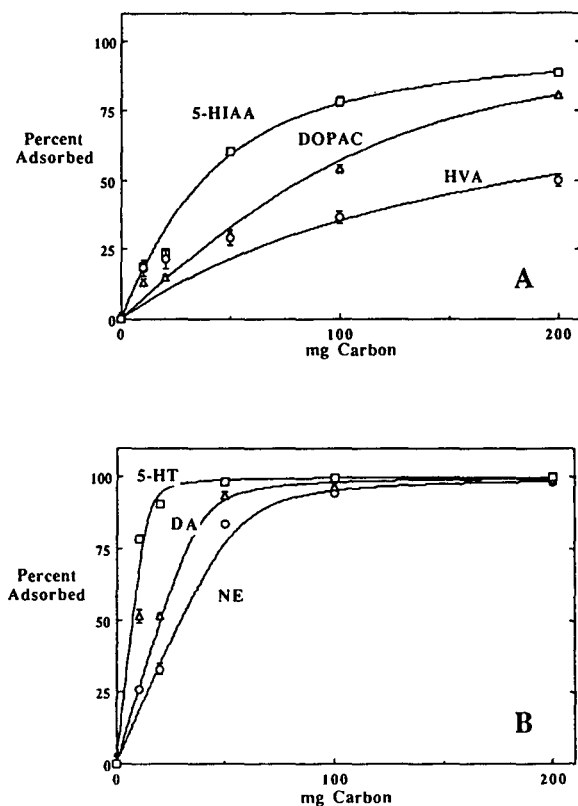 100
75
50
25
0
Percent
Adsorbed
5-HIAA
DOPAC
HVA
A
0
100
200
mg Carbon
100
75
50
25
0
Percent
Adsorbed
5-HT
DA
NE
B
0
100
200
mg Carbon